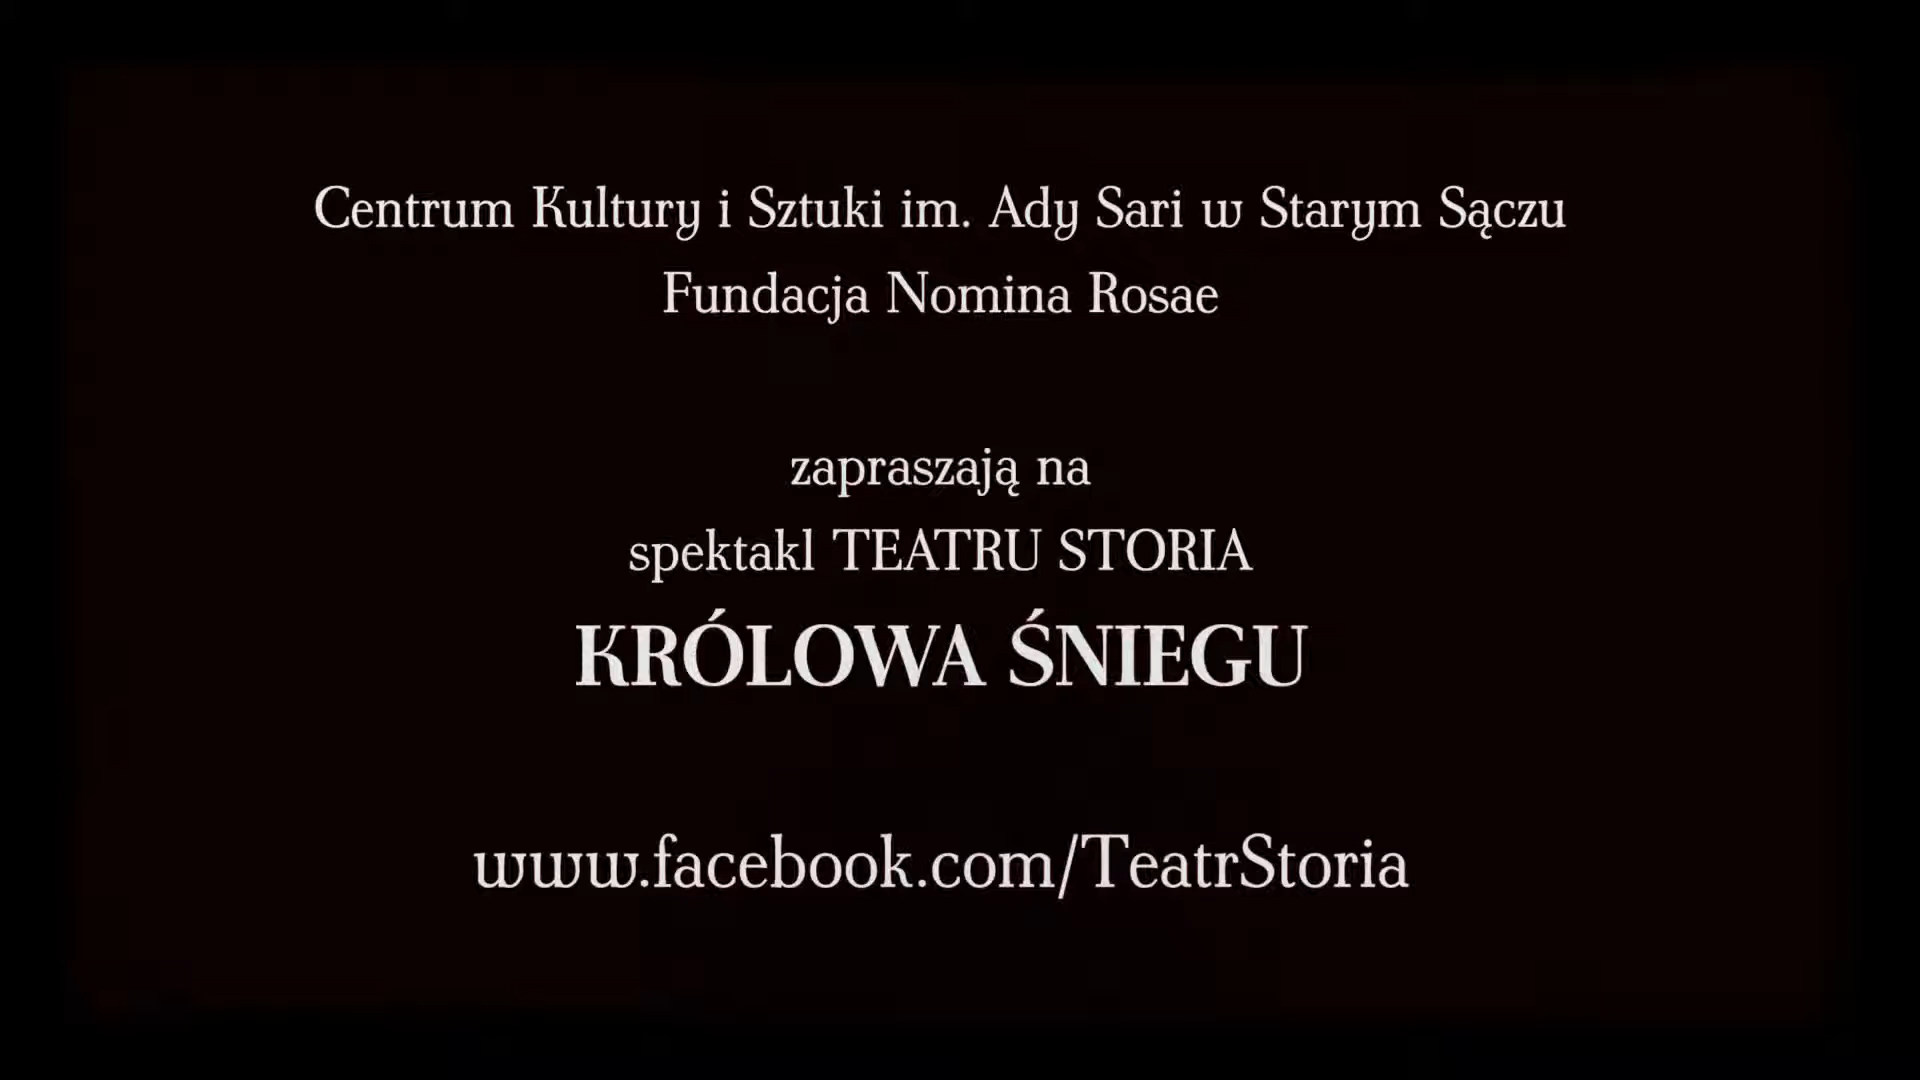 Centrum Kultury i Sztuki im. Ady Sari w Starym Sączu
Fundacja Nomina Rosae
zapraszają na
spektakl TEATRU STORIA
KRÓLOWA ŚNIEGU
www.facebook.com/TeatrStoria